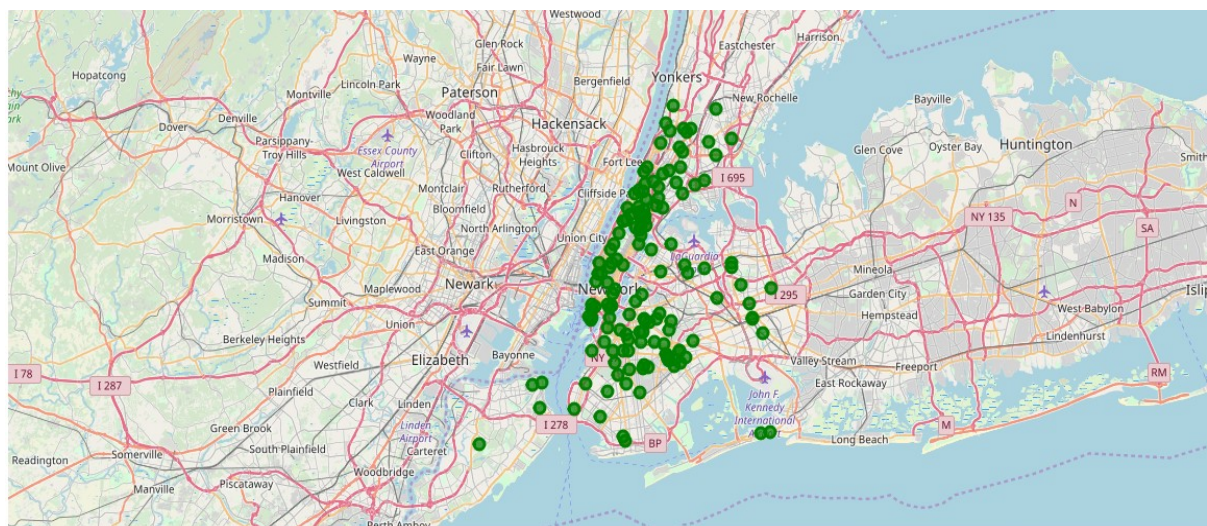 Westwood
Eastchester
Harrison
Glen Rock
Wayne
Fair Lawn
Yonkers
Hopatcong
Lincoln Park
Bergenfield
Montville
Paterson
New Rochelle
Bayville
Woodland
Park
Hackensack
Denville
Dover
Parsippany-
Troy Hills
Essex County
Airport
Clifton
Hasbrouck
Heights
Glen Cove
Oyster Bay
Huntington
Mount Olive
West Caldwell
Fort Lee
I 695
Hanover
Montclair
Rutherford
Cliffside
Bloomfield
N
Morristown
Livingston
North Arlington
NY 135
SA
Union City
East Orange
LaGuardia
Madison
Mineola
Newark
New York
I 295
Garden City
West-Babylon
Summit
Maplewood
Hempstead
Union
Lindenhurst
Berkeley Heights
Elizabeth
Bayonne
NY
Valley Stream
Freeport
Westfield
I 78
I 287
Plainfield
Clark
Linden
East Rockaway
RM
John F.
Kennedy
International
Green Brook
Linden
Airport
I 278
M
Somerville
South Plainfield
Carteret
BP
Long Beach
Readington
Woodbridge
Manville
Piscataway
Perth Amboy